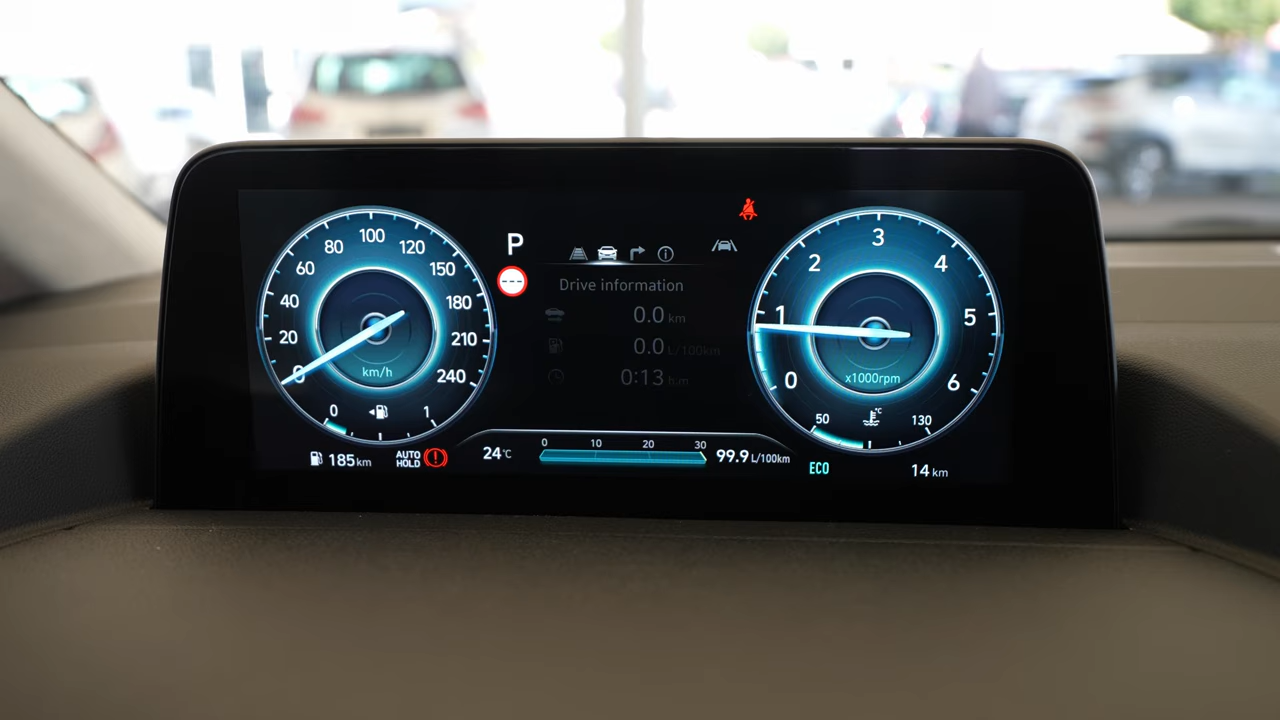 100
80 120
60 150
40 180
20 210
0 240
km/h
0 1
185 km
AUTO
HOLD
P
Drive information
0.0 km
0.0 L/100km
0:13 h:m
24°C
0 10 20 30
99.9 L/100km
3
2 4
1 5
0 6
x1000rpm
50 °C 130
ECO
14 km